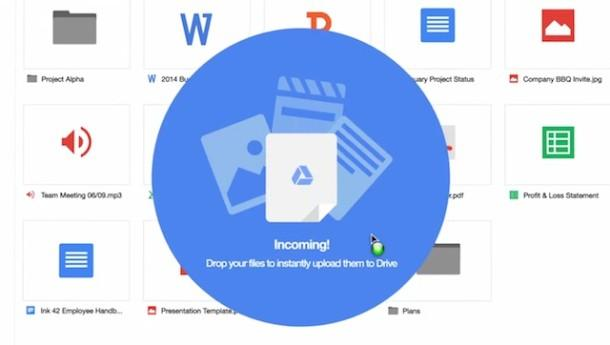 Project Alpha
W
2014 Bu
uary Project Status
Company BBQ Invite.jpg
Incoming!
Drop your files to instantly upload them to Drive
Team Meeting 06/09.mp3
r.pdf
Profit & Loss Statement
Ink 42 Employee Handb...
Presentation Template.p
Plans